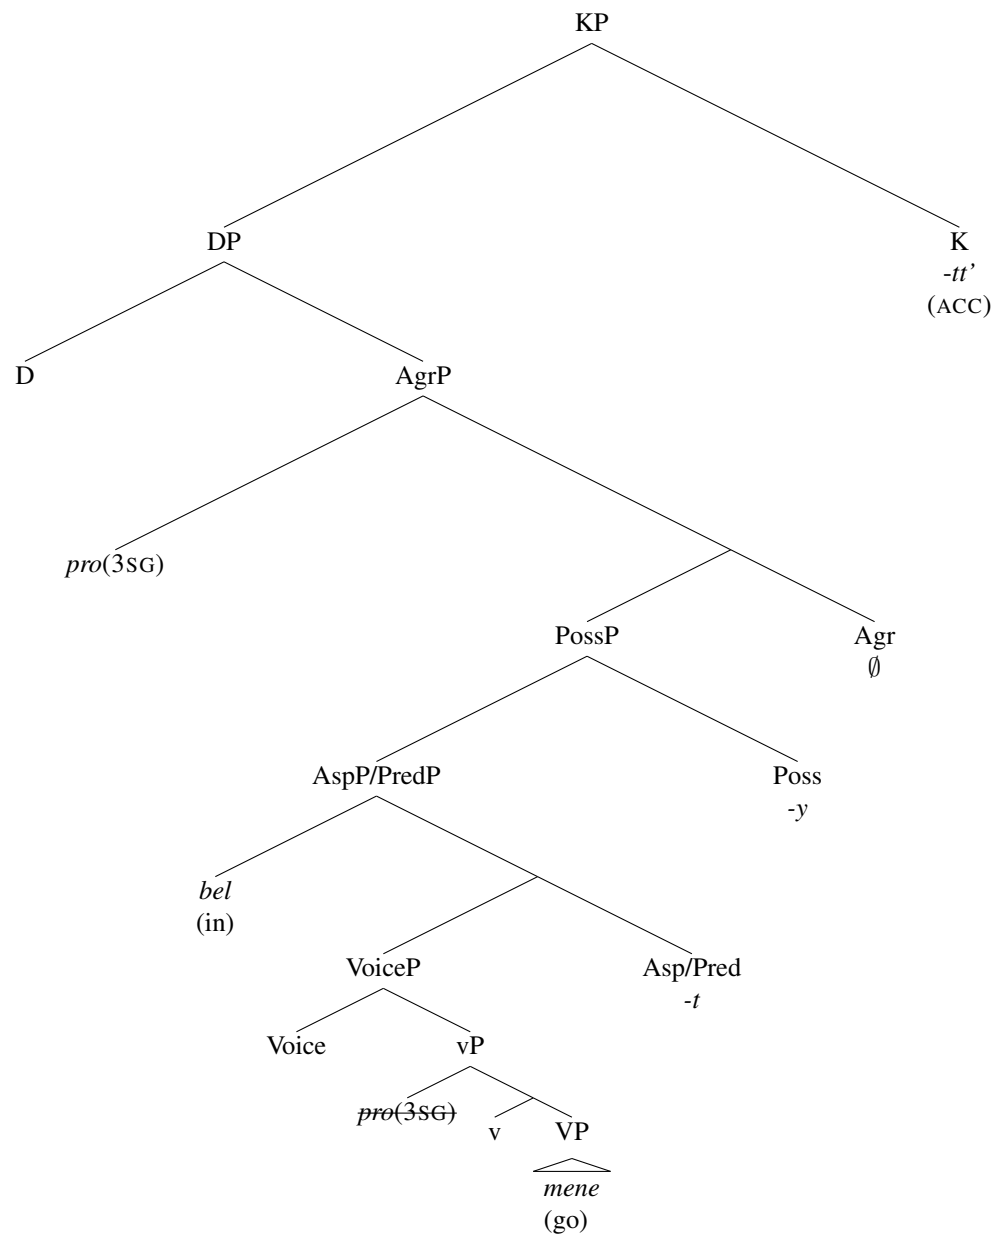 KP
DP K
-tt’
(ACC)
D AgrP
pro(3SG)
PossP Agr
∅
AspP/PredP Poss
-y
bel
(in)
VoiceP Asp/Pred
-t
Voice vP
pro(3SG)
v VP
mene
(go)